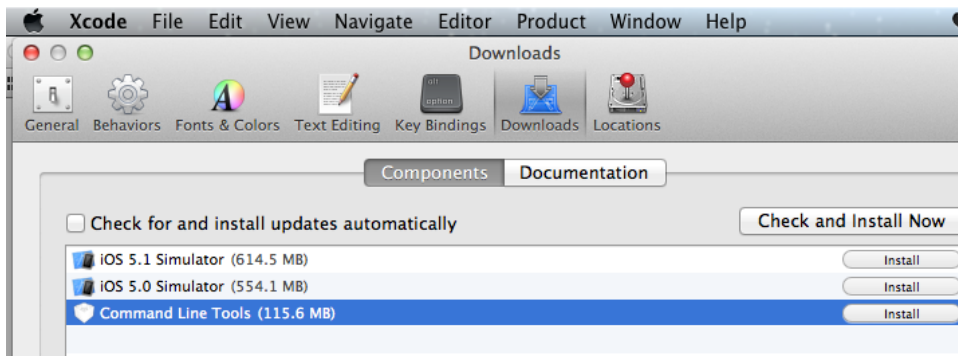 Xcode File Edit View Navigate Editor Product Window Help
Downloads
alt
option
General Behaviors Fonts & Colors Text Editing Key Bindings Downloads Locations
Components Documentation
Check for and install updates automatically Check and Install Now
iOS 5.1 Simulator (614.5 MB) Install
iOS 5.0 Simulator (554.1 MB) Install
Command Line Tools (115.6 MB) Install